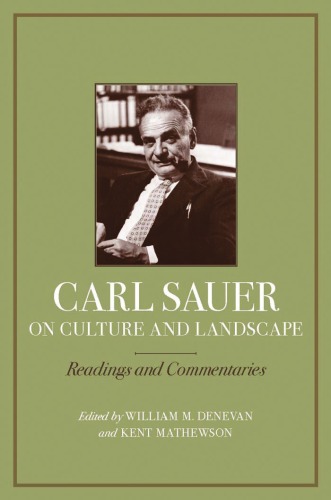 CARL SAUER
ON CULTURE AND LANDSCAPE
Readings and Commentaries
Edited by WILLIAM M. DENEVAN
and KENT MATHEWSON